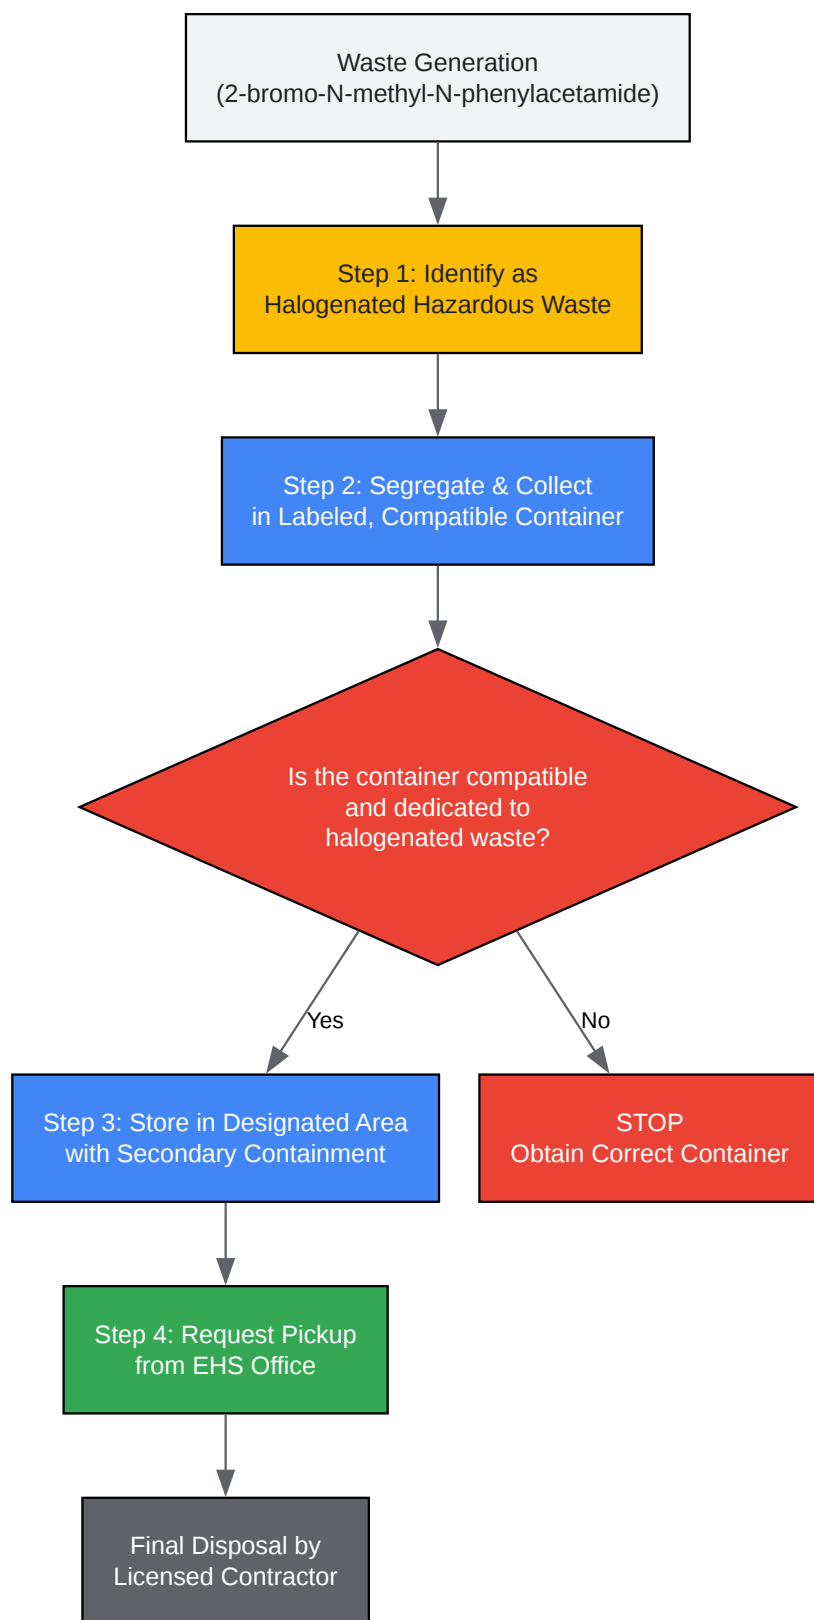 Waste Generation
(2-bromo-N-methyl-N-phenylacetamide)
Step 1: Identify as
Halogenated Hazardous Waste
Step 2: Segregate & Collect
in Labeled, Compatible Container
Is the container compatible
and dedicated to
halogenated waste?
Yes
No
Step 3: Store in Designated Area
with Secondary Containment
STOP
Obtain Correct Container
Step 4: Request Pickup
from EHS Office
Final Disposal by
Licensed Contractor